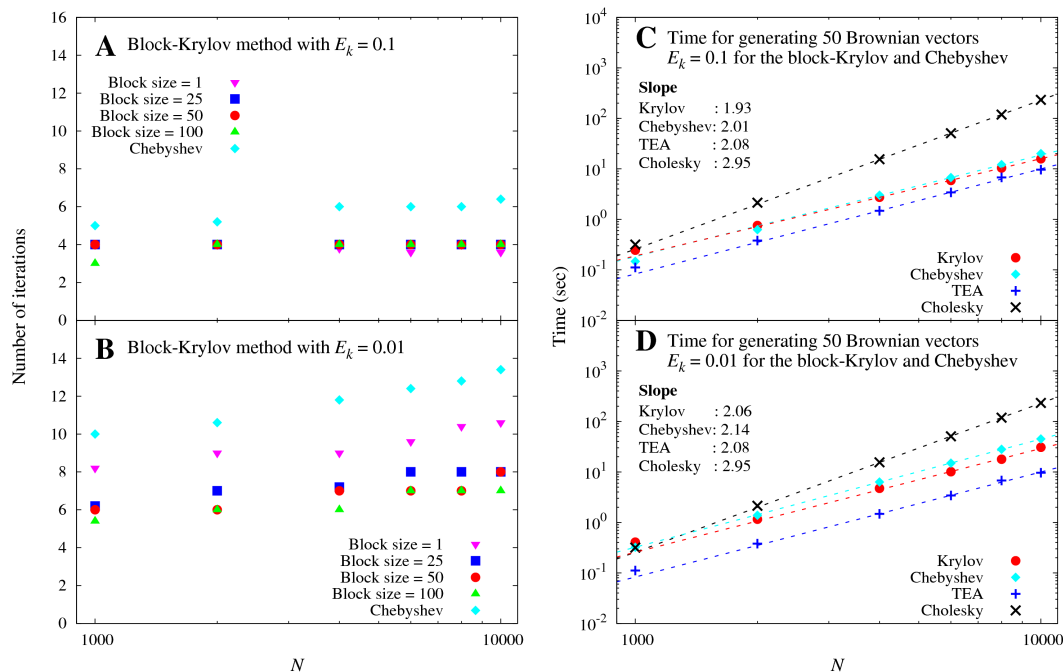 Number of iterations
A Block-Krylov method with Ek = 0.1
16
14
12
10
8
6
4
2
0
Block size = 1
Block size = 25
Block size = 50
Block size = 100
Chebyshev
B Block-Krylov method with Ek = 0.01
14
12
10
8
6
4
2
0
Block size = 1
Block size = 25
Block size = 50
Block size = 100
Chebyshev
1000 10000
N
Time (sec)
C Time for generating 50 Brownian vectors
Ek = 0.1 for the block-Krylov and Chebyshev
10^4
10^3
10^2
10^1
10^0
10^-1
10^-2
Slope
Krylov : 1.93
Chebyshev: 2.01
TEA : 2.08
Cholesky : 2.95
Krylov
Chebyshev
TEA
Cholesky
D Time for generating 50 Brownian vectors
Ek = 0.01 for the block-Krylov and Chebyshev
10^3
10^2
10^1
10^0
10^-1
10^-2
Slope
Krylov : 2.06
Chebyshev: 2.14
TEA : 2.08
Cholesky : 2.95
Krylov
Chebyshev
TEA
Cholesky
1000 10000
N